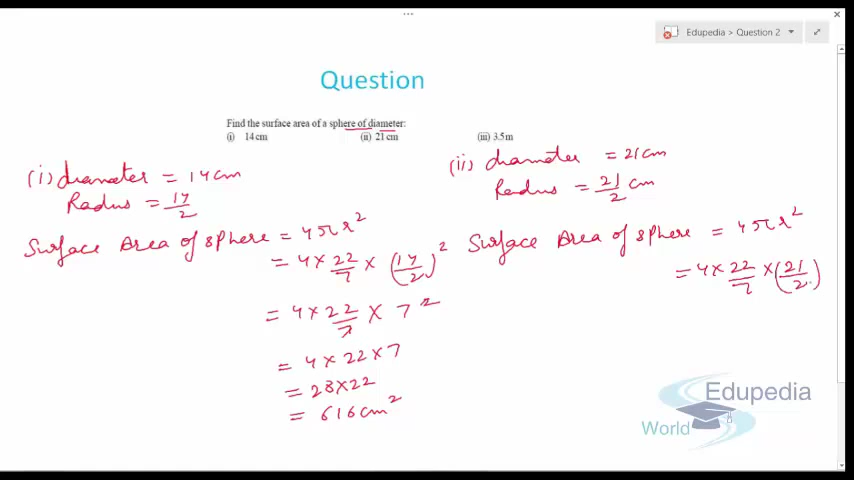 Edupedia > Question 2
Question
Find the surface area of a sphere of diameter:
(i) 14 cm (ii) 21 cm (iii) 3.5 m
(i) diameter = 14 cm
Radius = 14/2
Surface Area of sphere = 4πr²
= 4 × 22/7 × (14/2)²
= 4 × 22/7 × 7²
= 4 × 22 × 7
= 28 × 22
= 616 cm²
(ii) diameter = 21 cm
Radius = 21/2 cm
Surface Area of sphere = 4πr²
= 4 × 22/7 × (21/2)
Edupedia
World